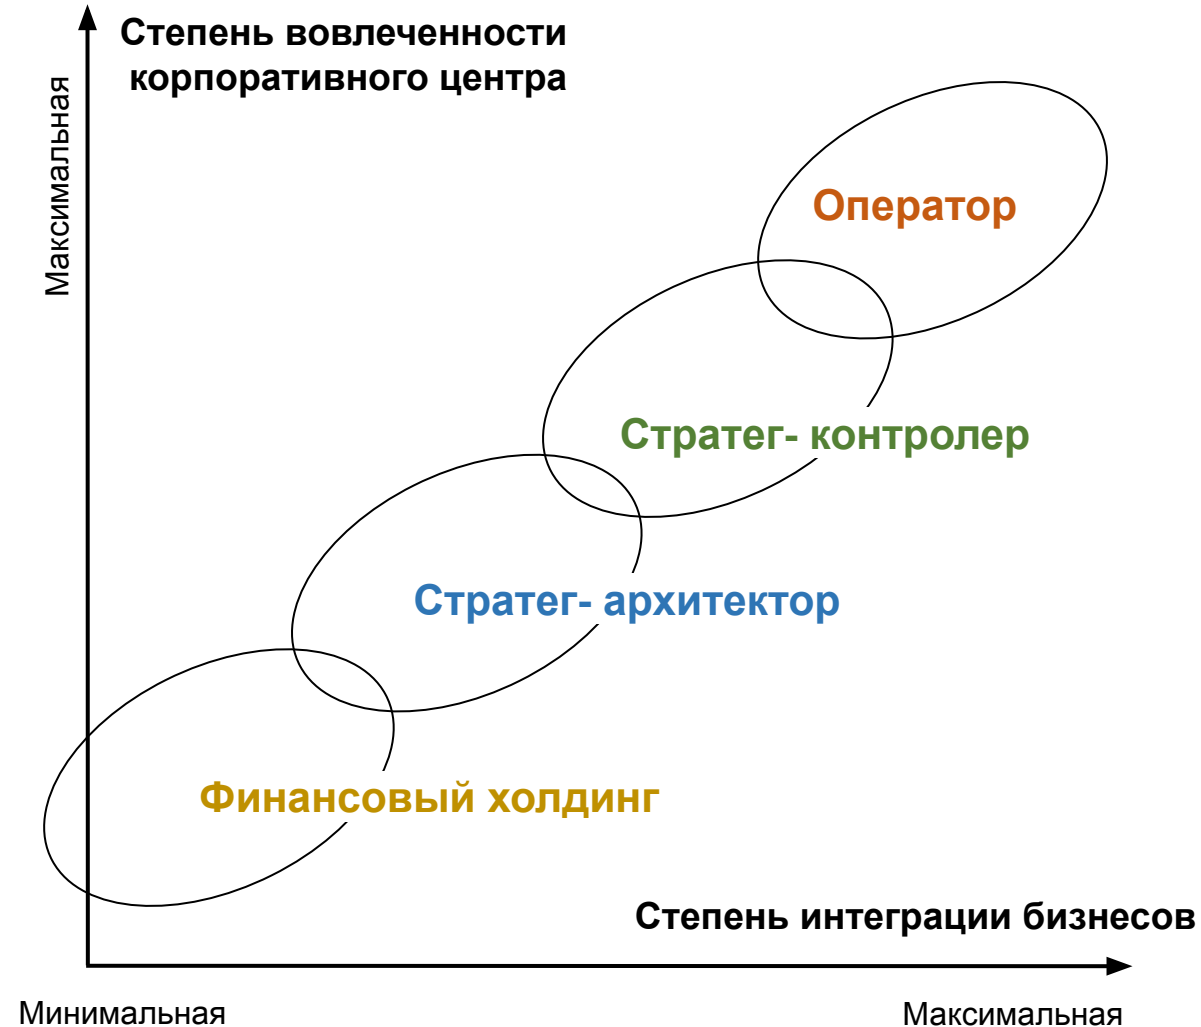 Степень вовлеченности
корпоративного центра
Максимальная
Оператор
Стратег- контролер
Стратег- архитектор
Финансовый холдинг
Степень интеграции бизнесов
Минимальная
Максимальная